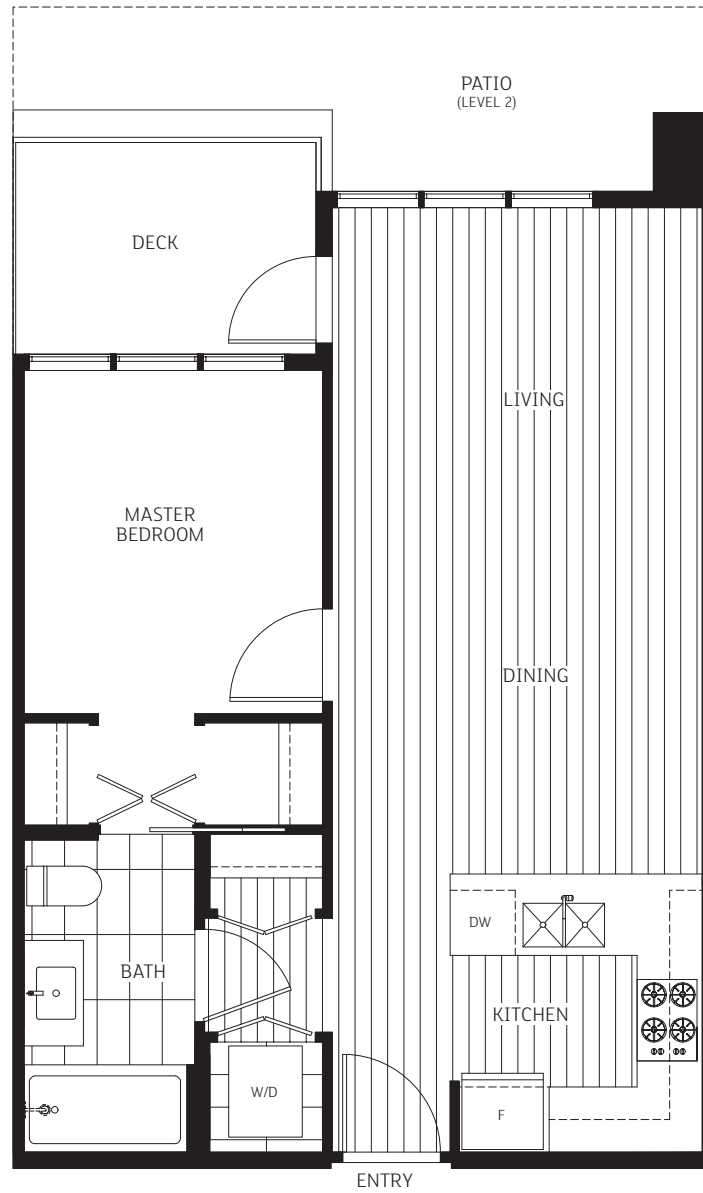 PATIO
(LEVEL 2)
DECK
LIVING
MASTER
BEDROOM
DINING
DW
BATH
KITCHEN
W/D
F
ENTRY